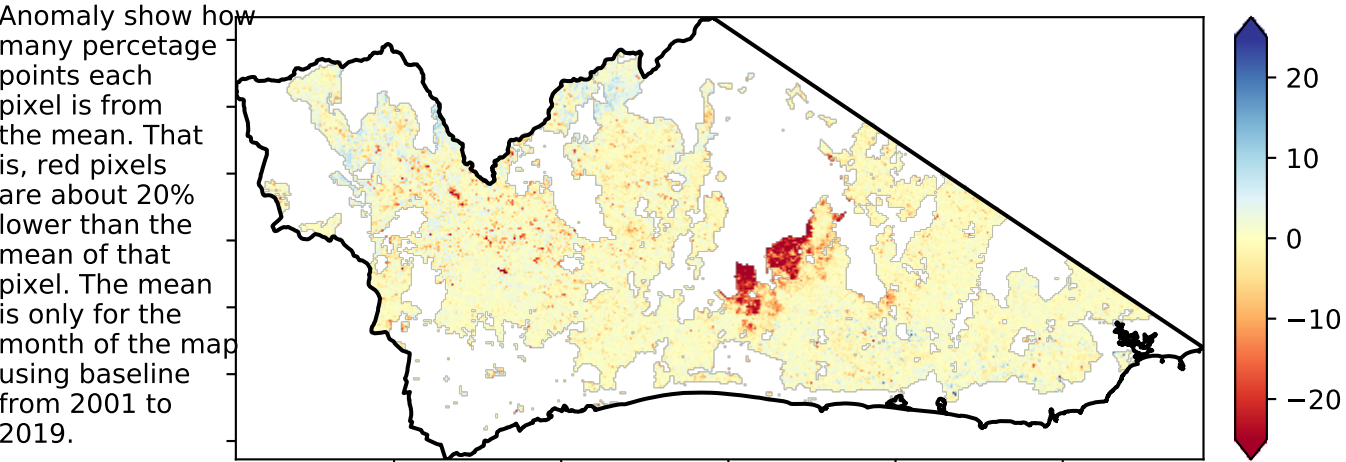 Anomaly show how
many percetage
points each
pixel is from
the mean. That
is, red pixels
are about 20%
lower than the
mean of that
pixel. The mean
is only for the
month of the map
using baseline
from 2001 to
2019.
20
10
0
−10
−20